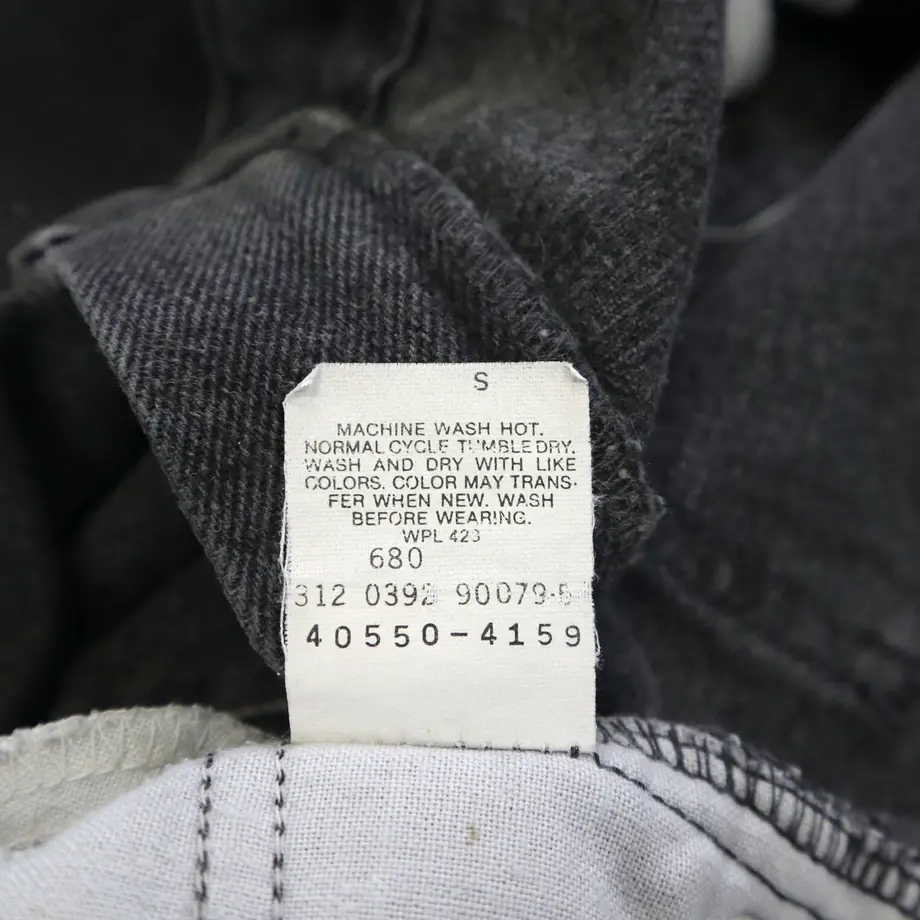 S
MACHINE WASH HOT.
NORMAL CYCLE TUMBLE DRY.
WASH AND DRY WITH LIKE
COLORS. COLOR MAY TRANS-
FER WHEN NEW. WASH
BEFORE WEARING.
WPL 423
680
312 0392 90079-5
40550-4159